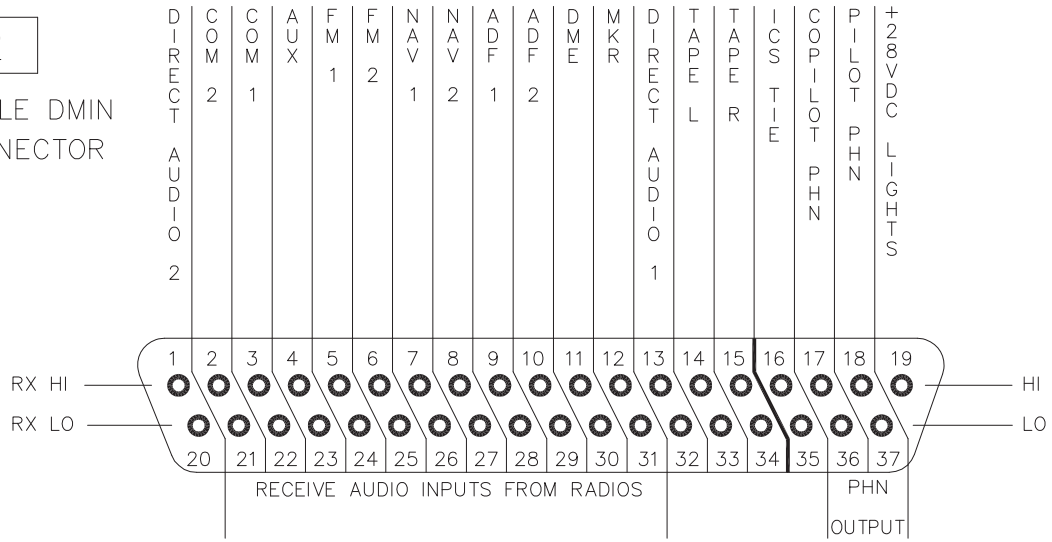 LE DMIN
NECTOR
DIRECT AUDIO 2
COM 2
COM 1
AUX
FM 1
FM 2
NAV 1
NAV 2
ADF 1
ADF 2
DME
MKR
DIRECT AUDIO 1
TAPE L
TAPE R
ICS TIE
COPILOT PHN
PILOT PHN
+28VDC LIGHTS
1 2 3 4 5 6 7 8 9 10 11 12 13 14 15 16 17 18 19
RX HI
HI
RX LO
LO
20 21 22 23 24 25 26 27 28 29 30 31 32 33 34 35 36 37
RECEIVE AUDIO INPUTS FROM RADIOS
PHN
OUTPUT